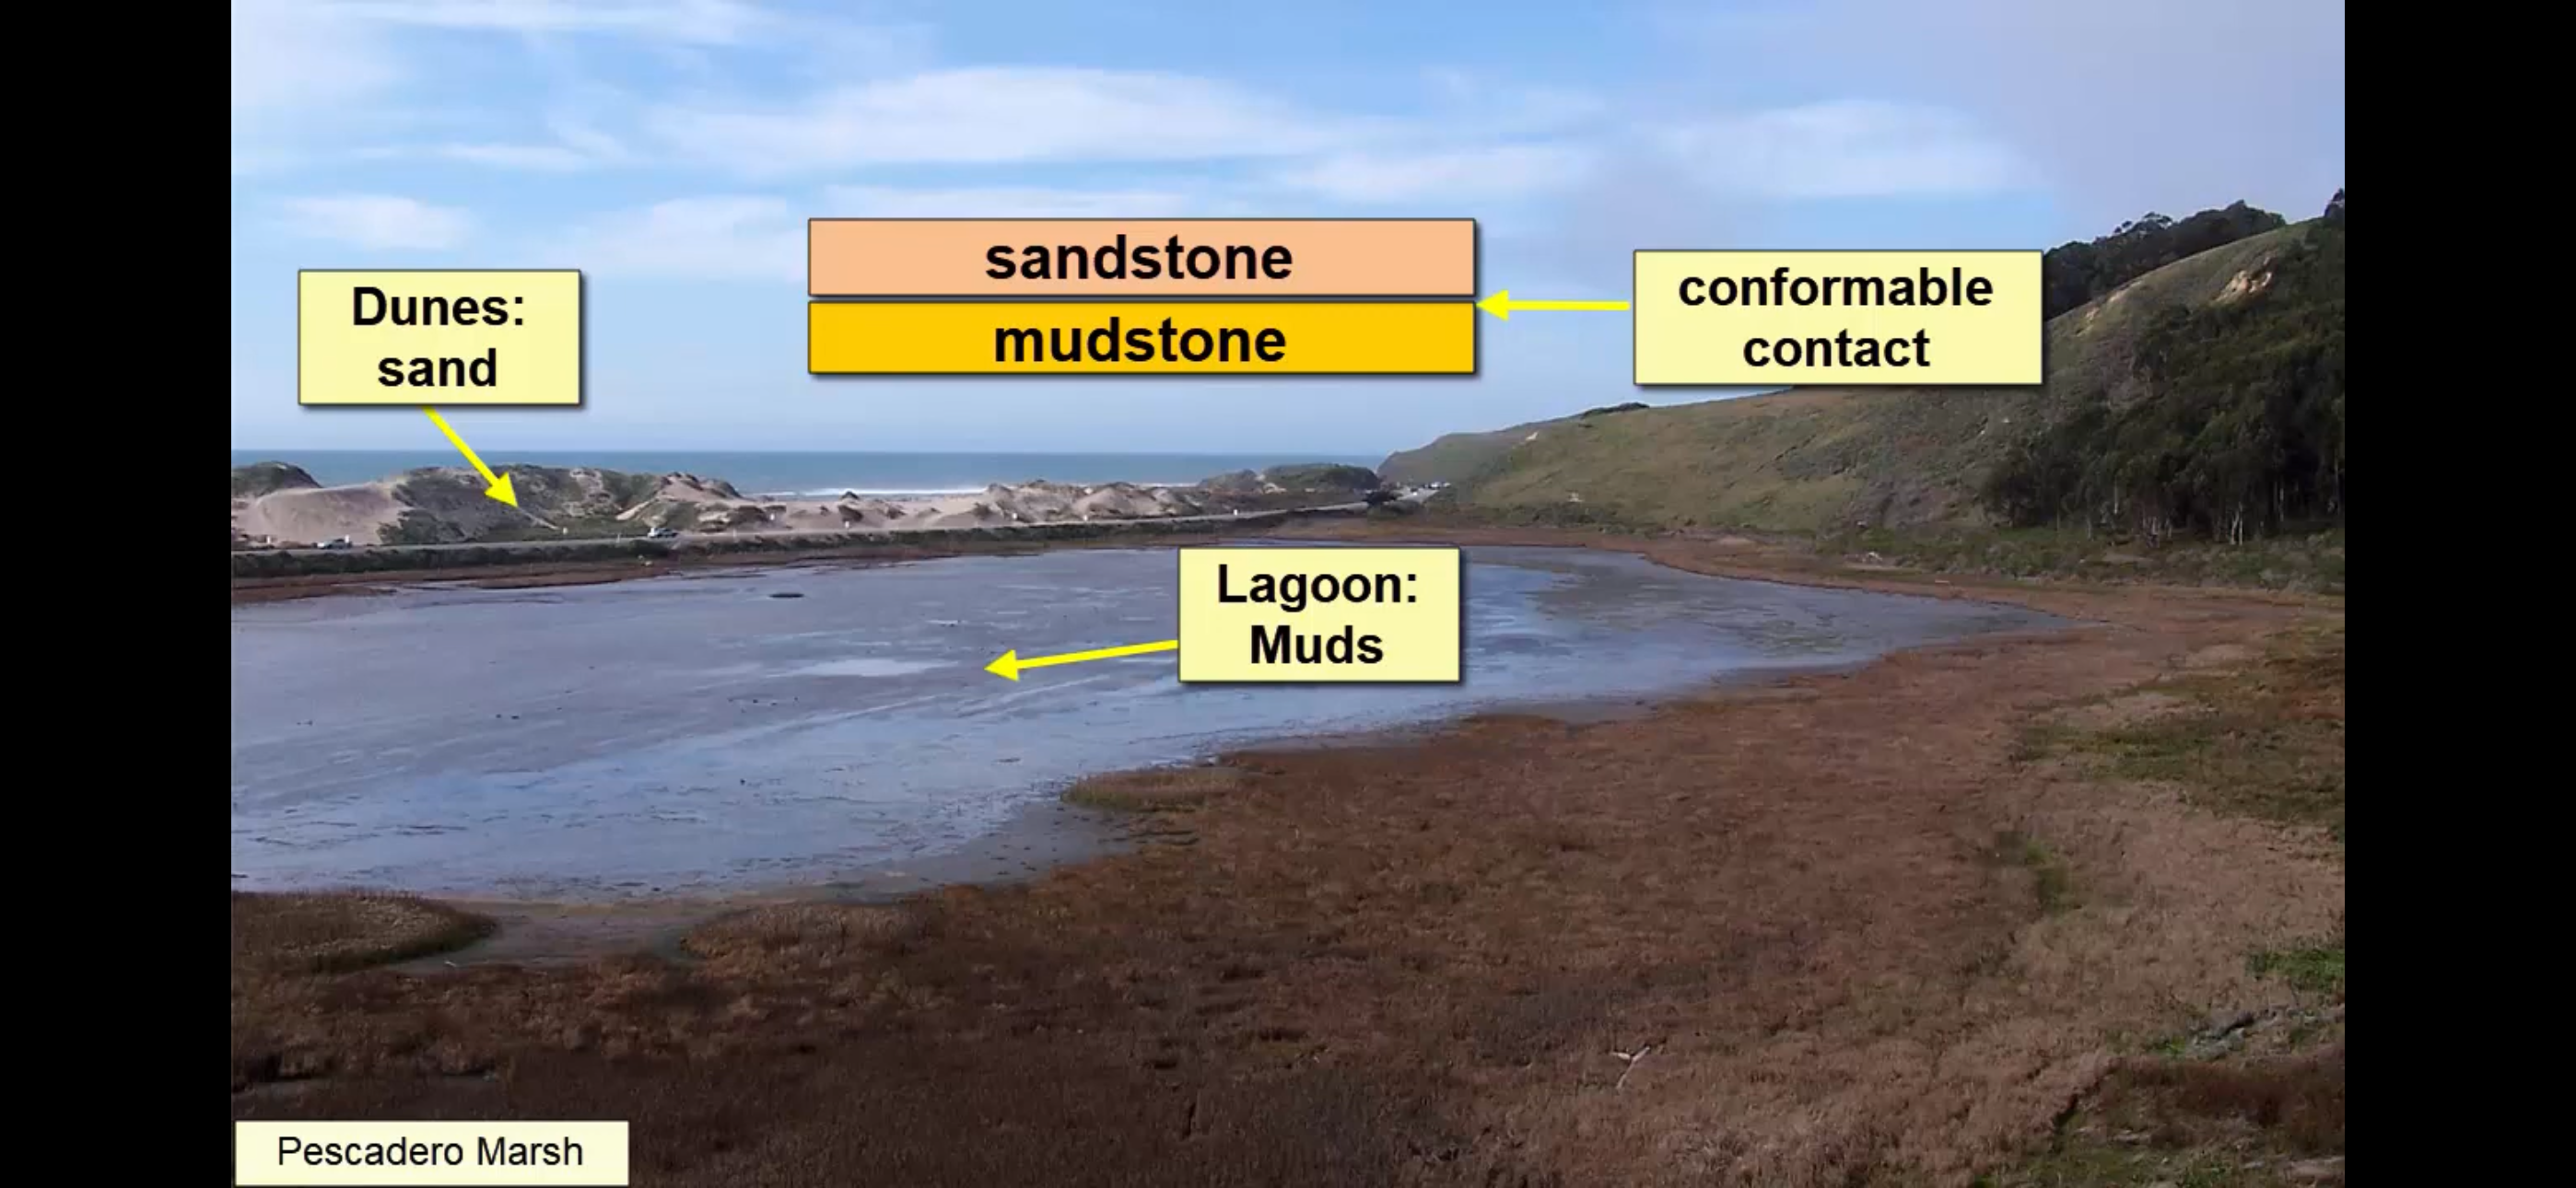 sandstone
mudstone
conformable
contact
Dunes:
sand
Lagoon:
Muds
Pescadero Marsh